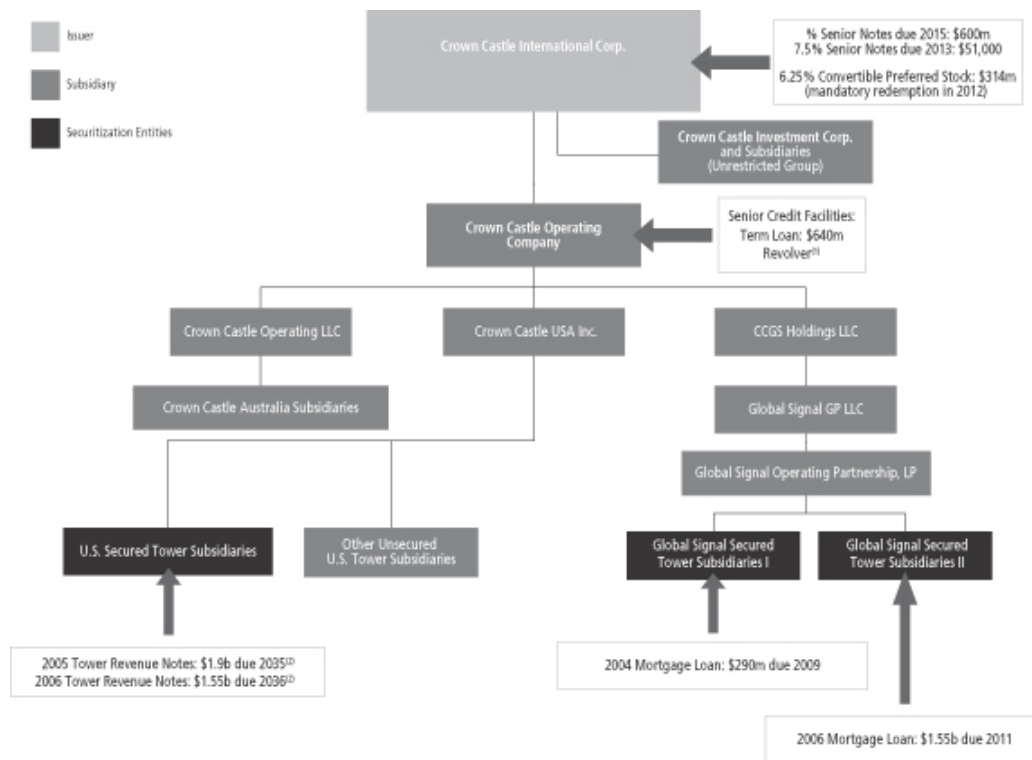 Issuer
Subsidiary
Securitization Entities
Crown Castle International Corp.
% Senior Notes due 2015: $600m
7.5% Senior Notes due 2013: $51,000
6.25% Convertible Preferred Stock: $314m
(mandatory redemption in 2012)
Crown Castle Investment Corp.
and Subsidiaries
(Unrestricted Group)
Crown Castle Operating
Company
Senior Credit Facilities:
Term Loan: $640m
Revolver(1)
Crown Castle Operating LLC
Crown Castle USA Inc.
CCGS Holdings LLC
Crown Castle Australia Subsidiaries
Global Signal GP LLC
Global Signal Operating Partnership, LP
U.S. Secured Tower Subsidiaries
Other Unsecured
U.S. Tower Subsidiaries
Global Signal Secured
Tower Subsidiaries I
Global Signal Secured
Tower Subsidiaries II
2005 Tower Revenue Notes: $1.9b due 2035(2)
2006 Tower Revenue Notes: $1.55b due 2036(2)
2004 Mortgage Loan: $290m due 2009
2006 Mortgage Loan: $1.55b due 2011